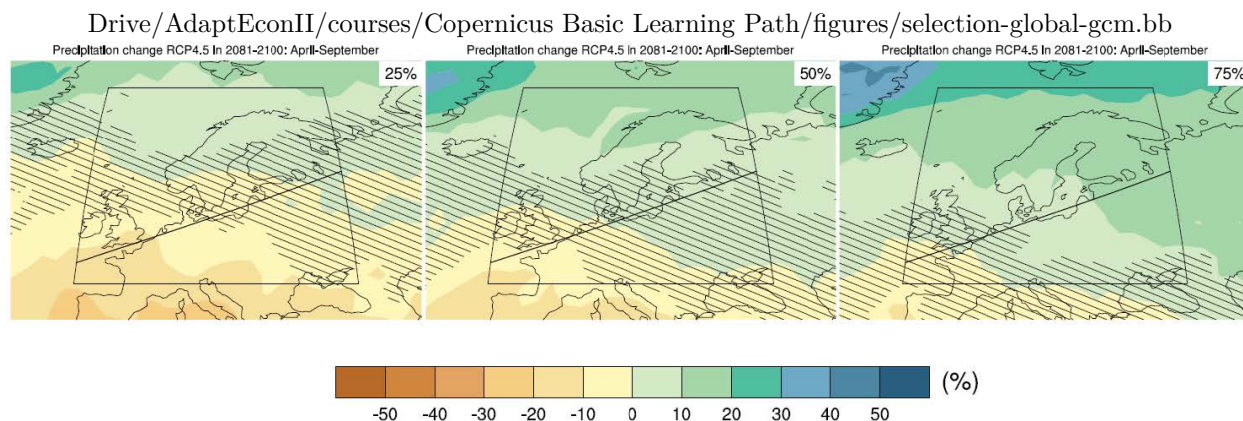 Drive/AdaptEconII/courses/Copernicus Basic Learning Path/figures/selection-global-gcm.bb
Precipitation change RCP4.5 in 2081-2100: April-September
Precipitation change RCP4.5 in 2081-2100: April-September
Precipitation change RCP4.5 in 2081-2100: April-September
25%
50%
75%
(%)
-50 -40 -30 -20 -10 0 10 20 30 40 50